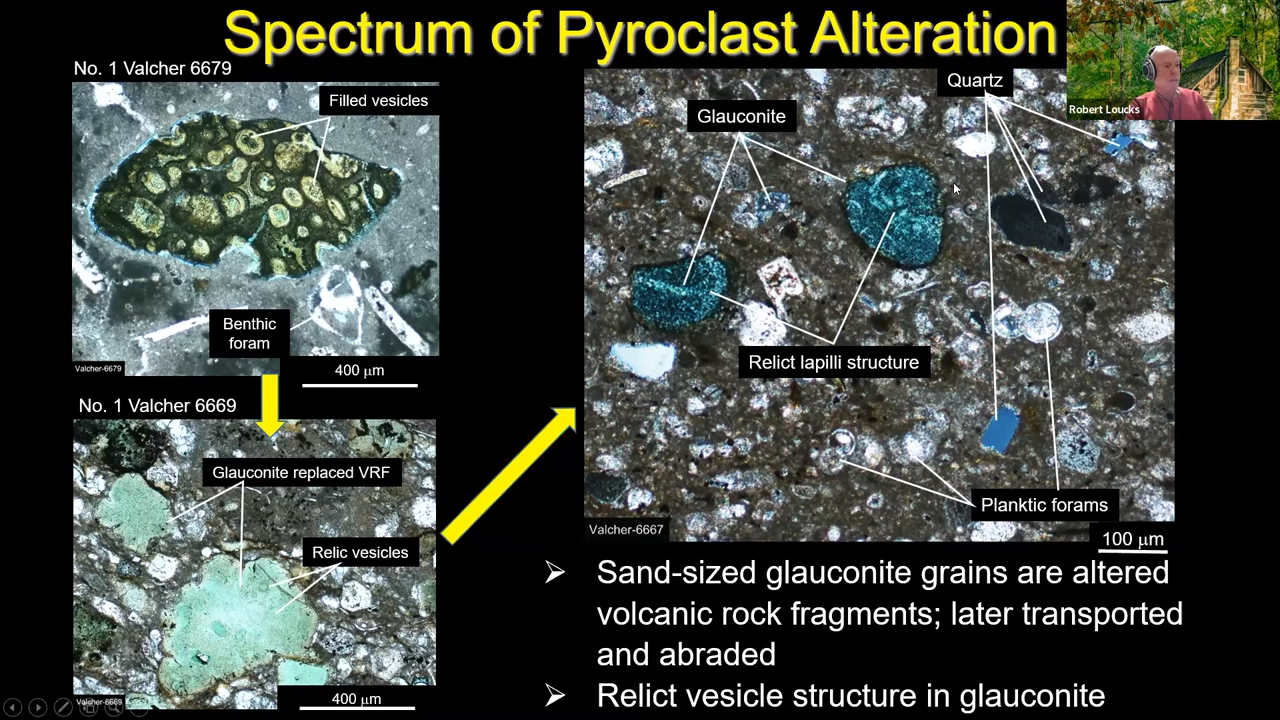 Spectrum of Pyroclast Alteration
Robert Loucks
No. 1 Valcher 6679
Filled vesicles
Benthic
foram
Valcher-6679
400 µm
No. 1 Valcher 6669
Glauconite replaced VRF
Relic vesicles
Valcher-6669
400 µm
Quartz
Glauconite
Relict lapilli structure
Planktic forams
Valcher-6667
100 µm
➢ Sand-sized glauconite grains are altered
volcanic rock fragments; later transported
and abraded
➢ Relict vesicle structure in glauconite